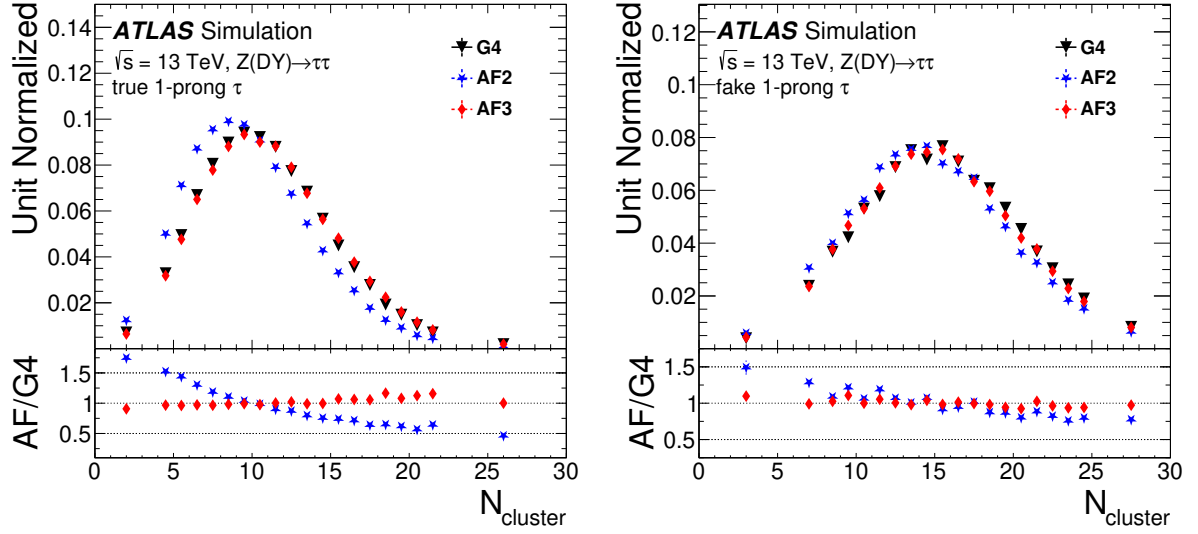 ATLAS Simulation
√s = 13 TeV, Z(DY)→ττ
true 1-prong τ
G4
AF2
AF3
Unit Normalized
0.14
0.12
0.1
0.08
0.06
0.04
0.02
AF/G4
1.5
1
0.5
0 5 10 15 20 25 30
N_cluster
ATLAS Simulation
√s = 13 TeV, Z(DY)→ττ
fake 1-prong τ
G4
AF2
AF3
Unit Normalized
0.12
0.1
0.08
0.06
0.04
0.02
AF/G4
1.5
1
0.5
0 5 10 15 20 25 30
N_cluster